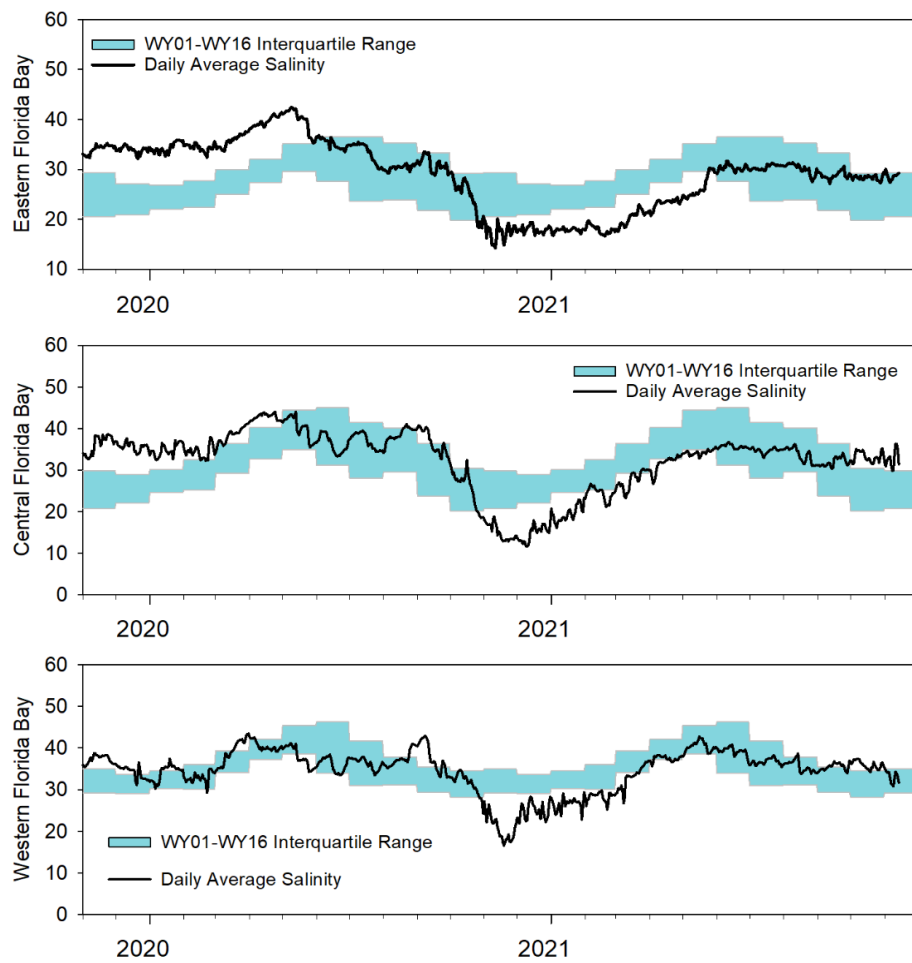 60
50
40
30
20
10
Eastern Florida Bay
WY01-WY16 Interquartile Range
Daily Average Salinity
2020
2021
60
50
40
30
20
10
0
Central Florida Bay
WY01-WY16 Interquartile Range
Daily Average Salinity
2020
2021
60
50
40
30
20
10
0
Western Florida Bay
WY01-WY16 Interquartile Range
Daily Average Salinity
2020
2021